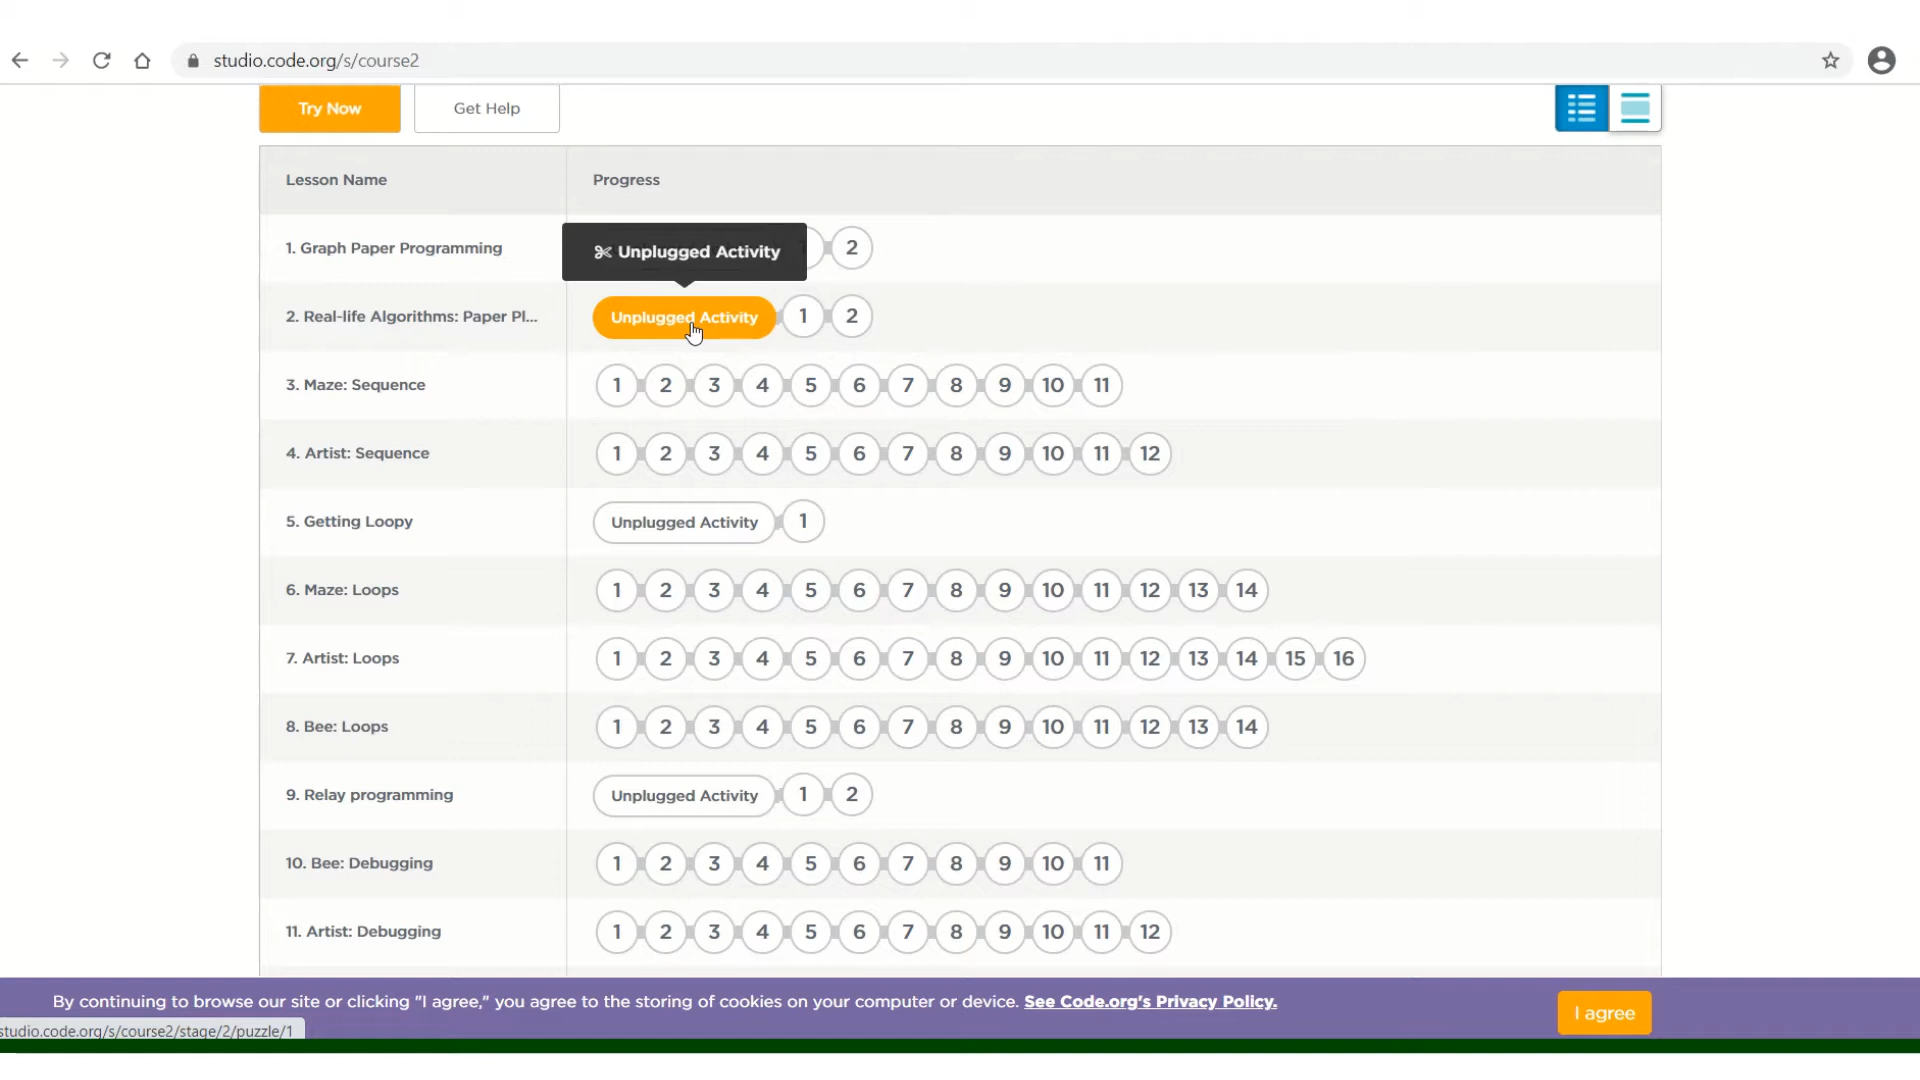 studio.code.org/s/course2
Try Now
Get Help
Lesson Name
Progress
1. Graph Paper Programming
✂ Unplugged Activity
2
2. Real-life Algorithms: Paper Pl...
Unplugged Activity 1 2
3. Maze: Sequence
1 2 3 4 5 6 7 8 9 10 11
4. Artist: Sequence
1 2 3 4 5 6 7 8 9 10 11 12
5. Getting Loopy
Unplugged Activity 1
6. Maze: Loops
1 2 3 4 5 6 7 8 9 10 11 12 13 14
7. Artist: Loops
1 2 3 4 5 6 7 8 9 10 11 12 13 14 15 16
8. Bee: Loops
1 2 3 4 5 6 7 8 9 10 11 12 13 14
9. Relay programming
Unplugged Activity 1 2
10. Bee: Debugging
1 2 3 4 5 6 7 8 9 10 11
11. Artist: Debugging
1 2 3 4 5 6 7 8 9 10 11 12
By continuing to browse our site or clicking "I agree," you agree to the storing of cookies on your computer or device. See Code.org's Privacy Policy.
I agree
studio.code.org/s/course2/stage/2/puzzle/1